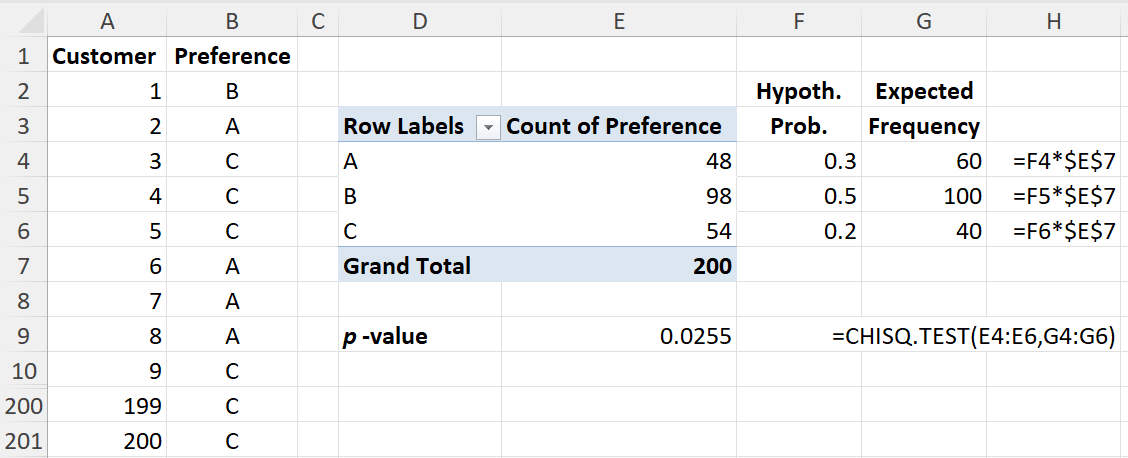 A B C D E F G H
1 Customer Preference
2 1 B Hypoth. Expected
3 2 A Row Labels Count of Preference Prob. Frequency
4 3 C A 48 0.3 60 =F4*$E$7
5 4 C B 98 0.5 100 =F5*$E$7
6 5 C C 54 0.2 40 =F6*$E$7
7 6 A Grand Total 200
8 7 A
9 8 A p -value 0.0255 =CHISQ.TEST(E4:E6,G4:G6)
10 9 C
200 199 C
201 200 C